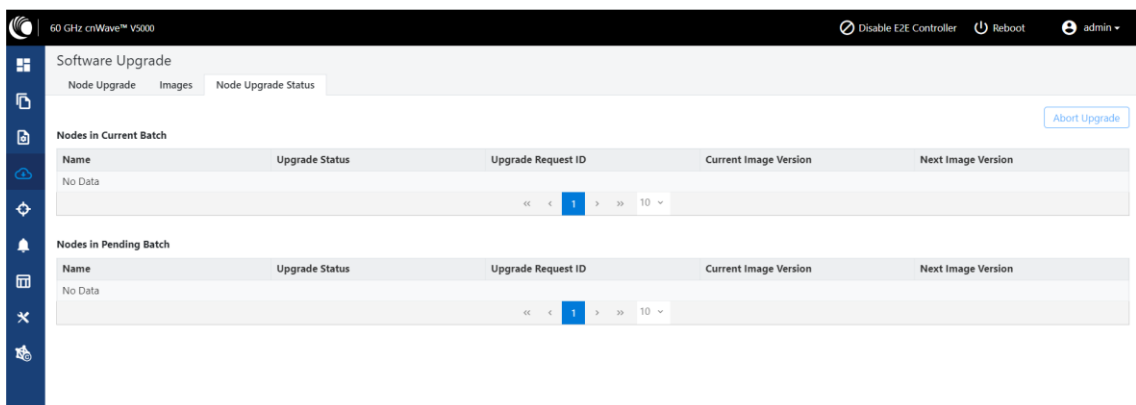 60 GHz cnWave™ V5000 Disable E2E Controller Reboot admin
Software Upgrade
Node Upgrade Images Node Upgrade Status
Abort Upgrade
Nodes in Current Batch
Name Upgrade Status Upgrade Request ID Current Image Version Next Image Version
No Data
« ‹ 1 › » 10
Nodes in Pending Batch
Name Upgrade Status Upgrade Request ID Current Image Version Next Image Version
No Data
« ‹ 1 › » 10